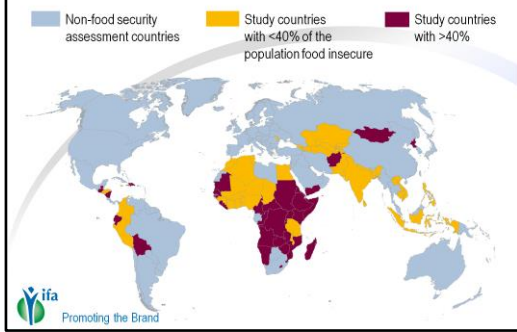 Non-food security
assessment countries
Study countries
with <40% of the
population food insecure
Study countries
with >40%
ifa
Promoting the Brand